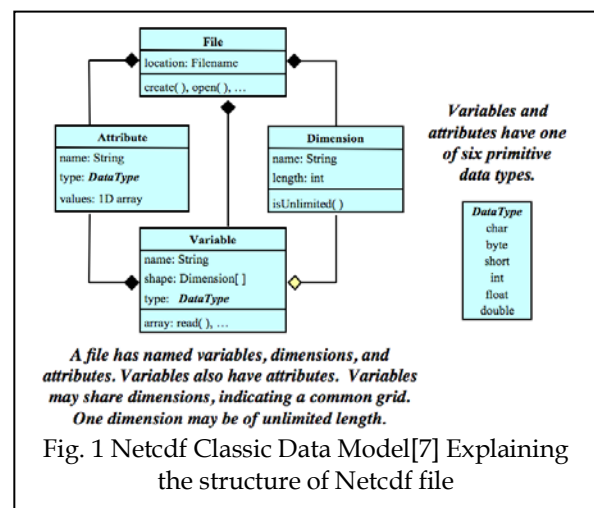 File
location: Filename
create( ), open( ), ...
Attribute
name: String
type: DataType
values: 1D array
Dimension
name: String
length: int
isUnlimited( )
Variable
name: String
shape: Dimension[ ]
type: DataType
array: read( ), ...
Variables and
attributes have one
of six primitive
data types.
DataType
char
byte
short
int
float
double
A file has named variables, dimensions, and
attributes. Variables also have attributes. Variables
may share dimensions, indicating a common grid.
One dimension may be of unlimited length.
Fig. 1 Netcdf Classic Data Model[7] Explaining
the structure of Netcdf file